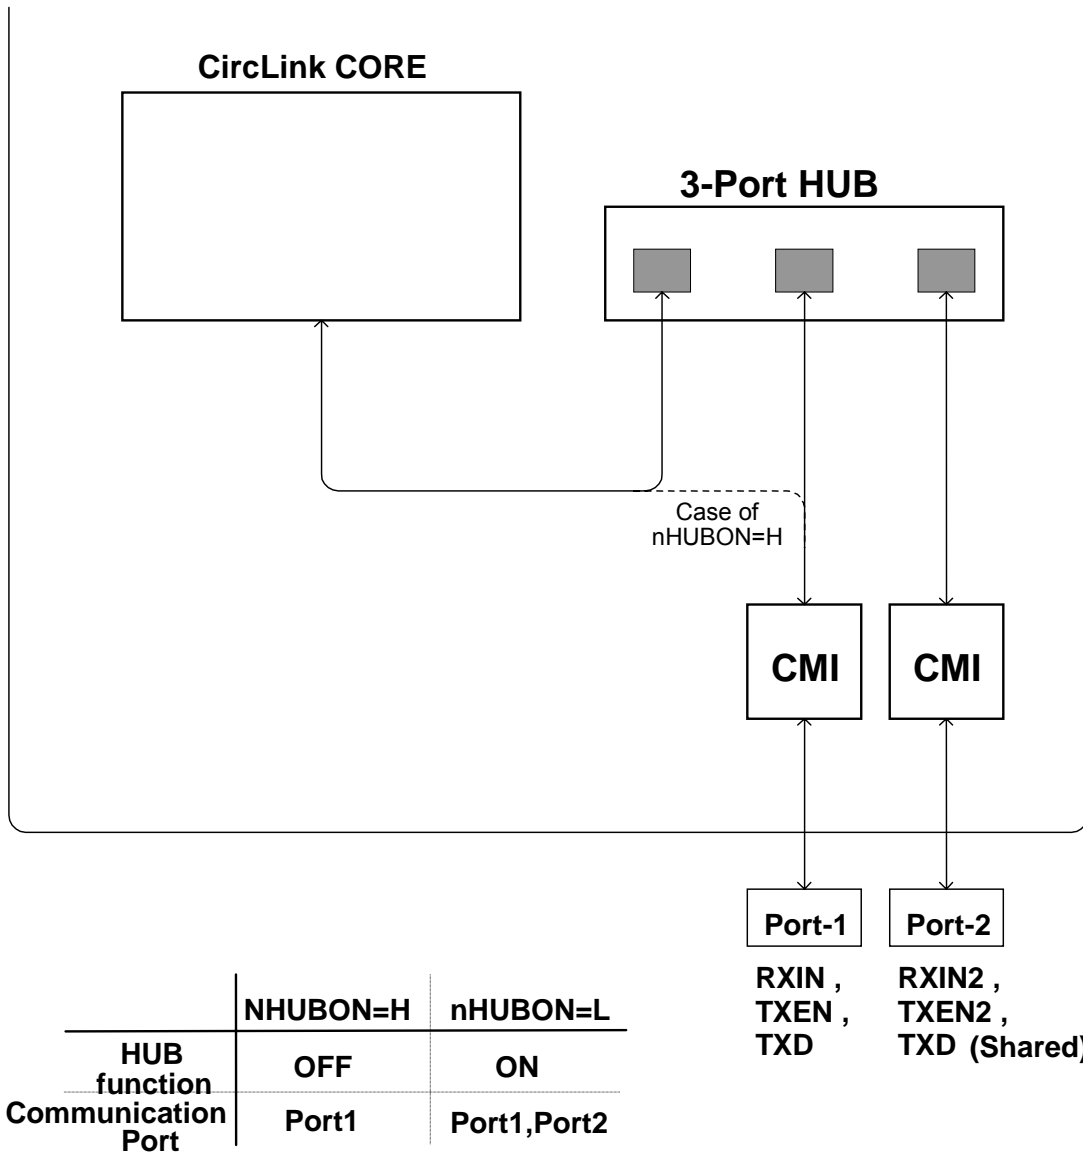 CircLink CORE
3-Port HUB
Case of
nHUBON=H
CMI
CMI
Port-1
Port-2
RXIN ,
TXEN ,
TXD
RXIN2 ,
TXEN2 ,
TXD (Shared)
NHUBON=H nHUBON=L
HUB
function
OFF ON
Communication
Port
Port1 Port1,Port2